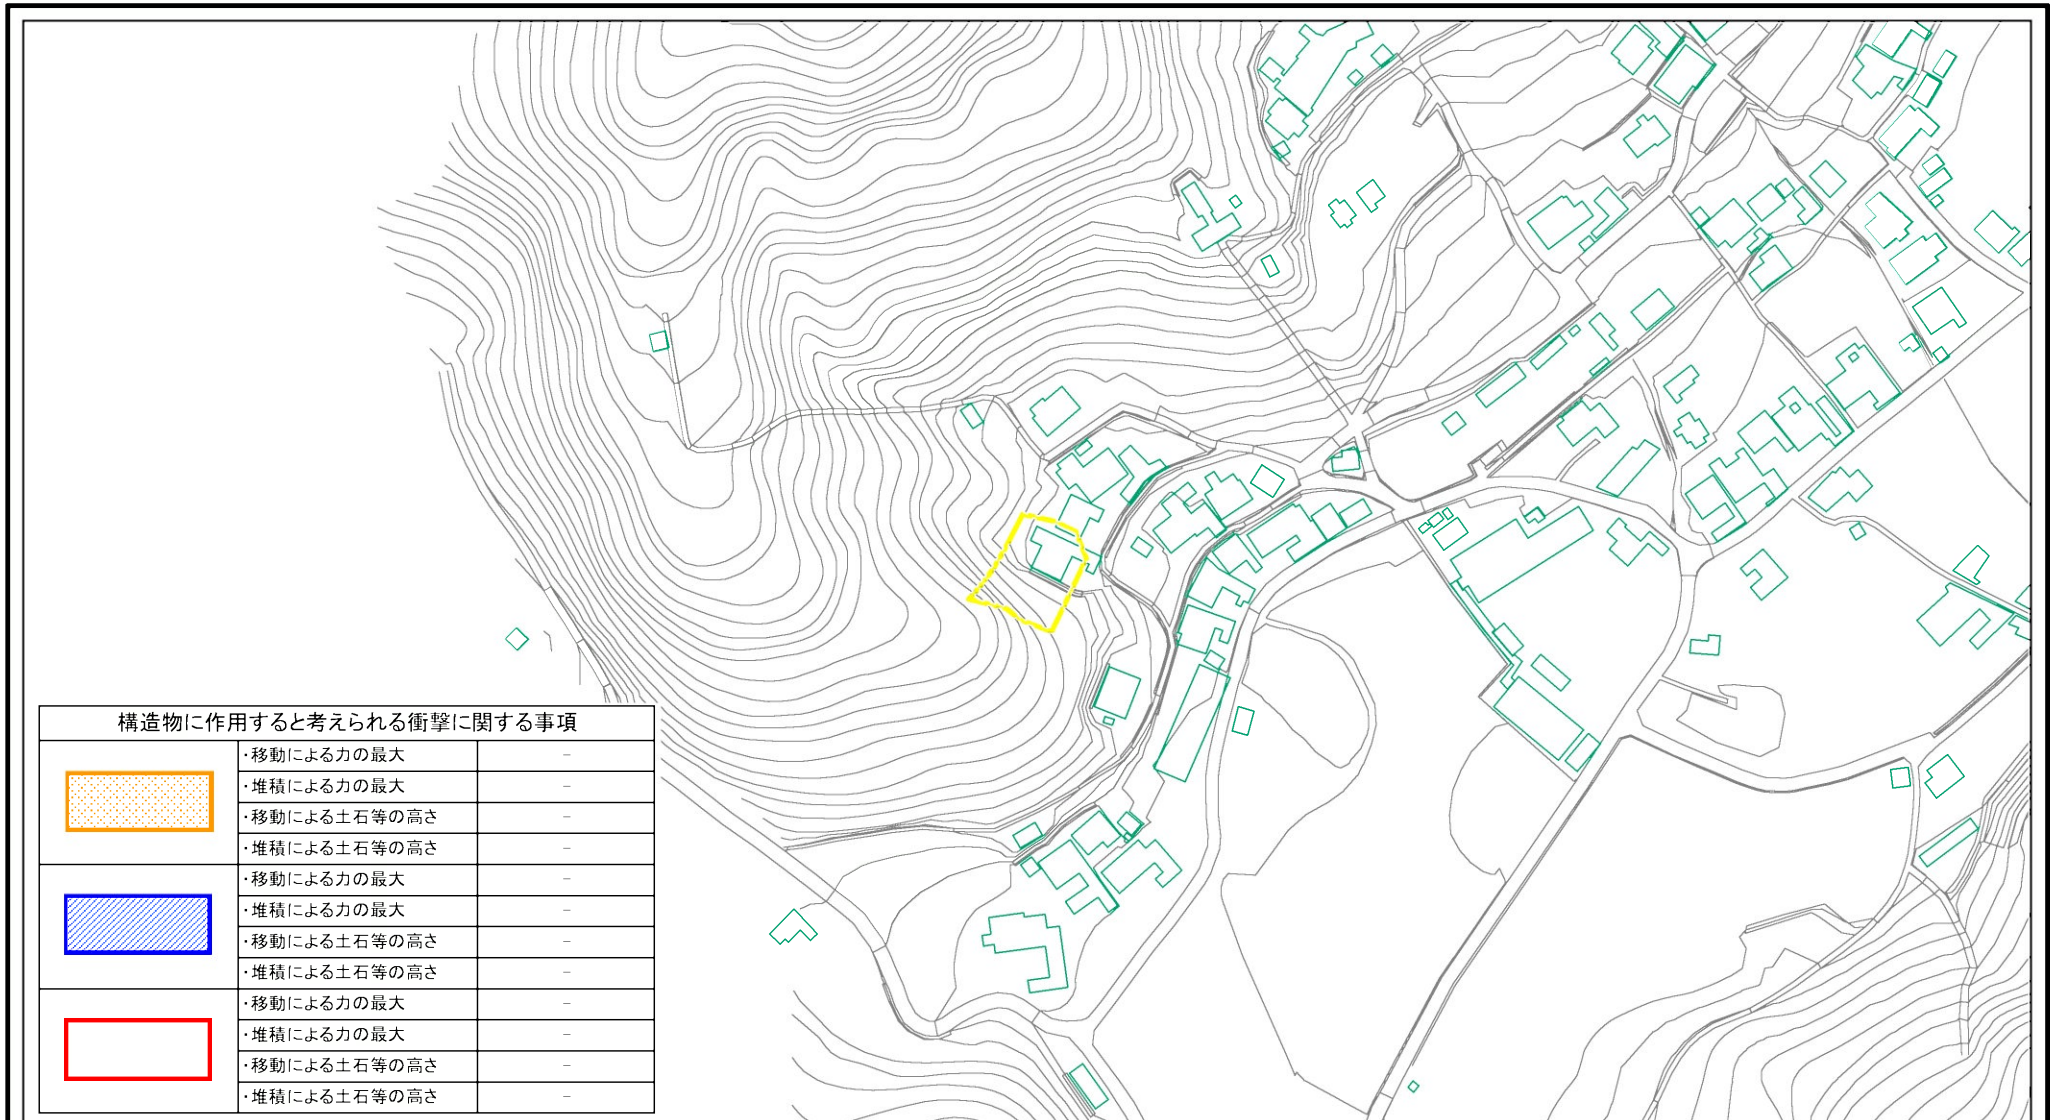 構造物に作用すると考えられる衝撃に関する事項
・移動による力の最大 －
・堆積による力の最大 －
・移動による土石等の高さ －
・堆積による土石等の高さ －
・移動による力の最大 －
・堆積による力の最大 －
・移動による土石等の高さ －
・堆積による土石等の高さ －
・移動による力の最大 －
・堆積による力の最大 －
・移動による土石等の高さ －
・堆積による土石等の高さ －